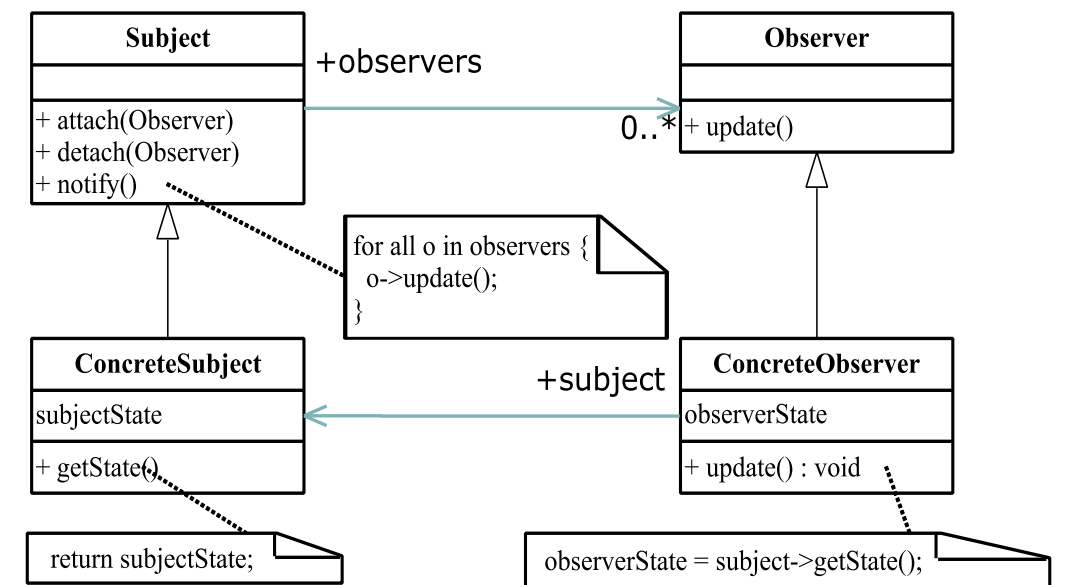 Subject
+ attach(Observer)
+ detach(Observer)
+ notify()
+observers
0..*
Observer
+ update()
for all o in observers {
o->update();
}
ConcreteSubject
subjectState
+ getState()
+subject
ConcreteObserver
observerState
+ update() : void
return subjectState;
observerState = subject->getState();